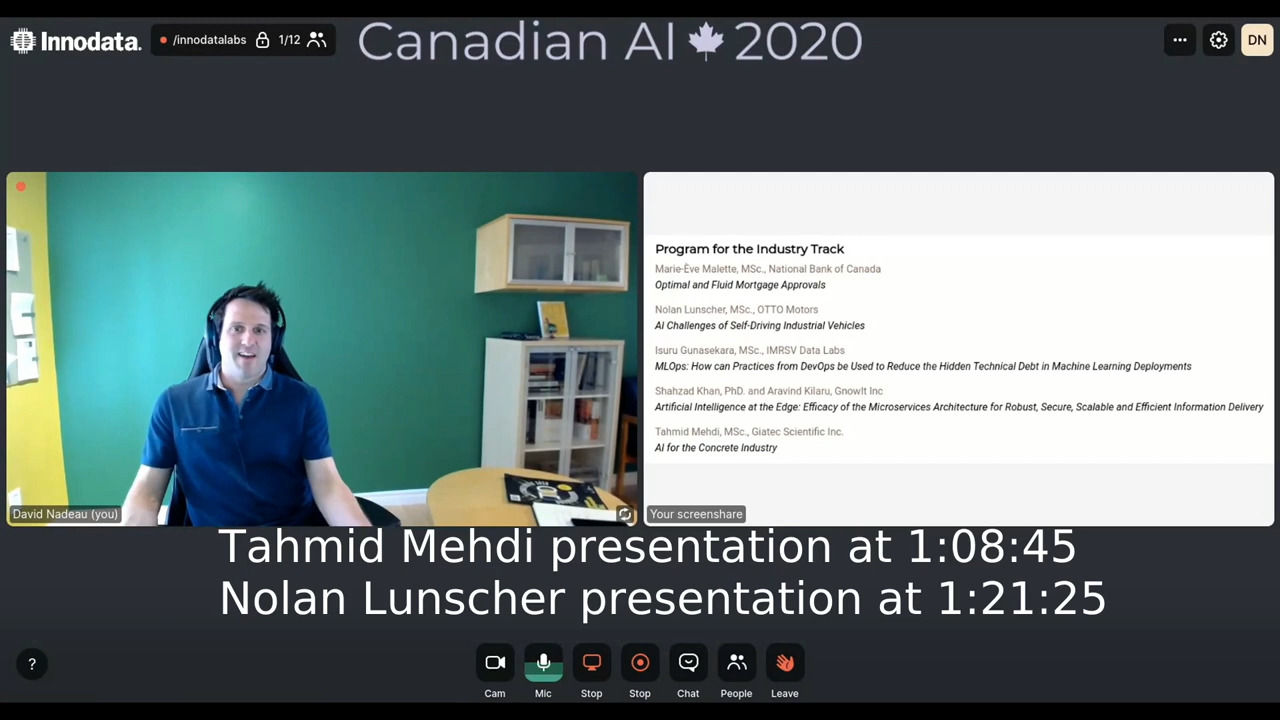 Innodata.
/innodatalabs
1/12
Canadian AI 2020
DN
Program for the Industry Track
Marie-Ève Malette, MSc., National Bank of Canada
Optimal and Fluid Mortgage Approvals
Nolan Lunscher, MSc., OTTO Motors
AI Challenges of Self-Driving Industrial Vehicles
Isuru Gunasekara, MSc., IMRSV Data Labs
MLOps: How can Practices from DevOps be Used to Reduce the Hidden Technical Debt in Machine Learning Deployments
Shahzad Khan, PhD. and Aravind Kilaru, Gnowit Inc
Artificial Intelligence at the Edge: Efficacy of the Microservices Architecture for Robust, Secure, Scalable and Efficient Information Delivery
Tahmid Mehdi, MSc., Giatec Scientific Inc.
AI for the Concrete Industry
David Nadeau (you)
Your screenshare
Tahmid Mehdi presentation at 1:08:45
Nolan Lunscher presentation at 1:21:25
?
Cam
Mic
Stop
Stop
Chat
People
Leave